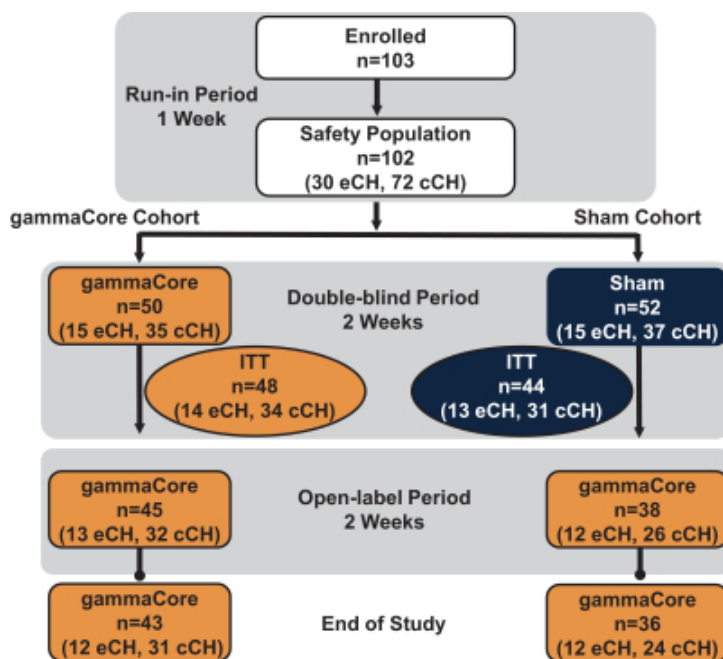 Enrolled
n=103
Run-in Period
1 Week
Safety Population
n=102
(30 eCH, 72 cCH)
gammaCore Cohort
Sham Cohort
gammaCore
n=50
(15 eCH, 35 cCH)
Double-blind Period
2 Weeks
Sham
n=52
(15 eCH, 37 cCH)
ITT
n=48
(14 eCH, 34 cCH)
ITT
n=44
(13 eCH, 31 cCH)
gammaCore
n=45
(13 eCH, 32 cCH)
Open-label Period
2 Weeks
gammaCore
n=38
(12 eCH, 26 cCH)
gammaCore
n=43
(12 eCH, 31 cCH)
End of Study
gammaCore
n=36
(12 eCH, 24 cCH)